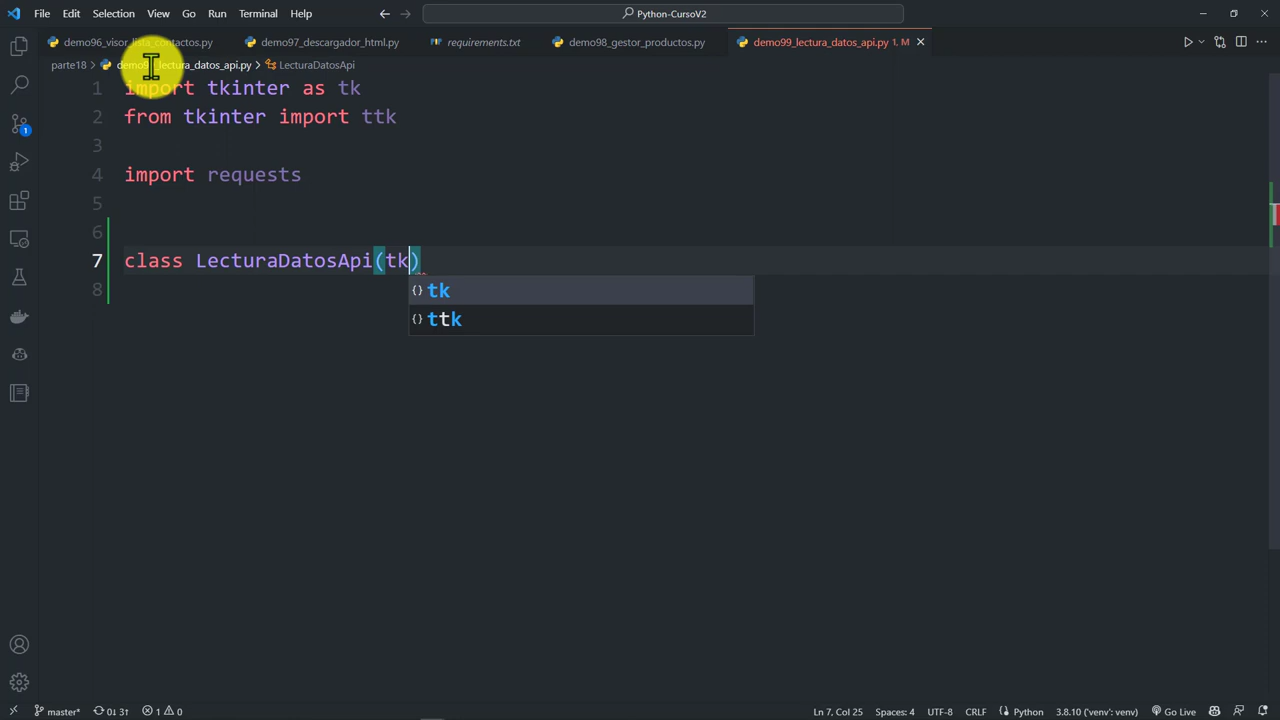 File Edit Selection View Go Run Terminal Help Python-CursoV2
demo96_visor_lista_contactos.py demo97_descargador_html.py requirements.txt demo98_gestor_productos.py demo99_lectura_datos_api.py 1, M
parte18 > demo99_lectura_datos_api.py > LecturaDatosApi
1 import tkinter as tk
2 from tkinter import ttk
3
4 import requests
5
6
7 class LecturaDatosApi(tk)
{} tk
8
{} ttk
1
master* 0↓ 3↑ 1 0 Ln 7, Col 25 Spaces: 4 UTF-8 CRLF Python 3.8.10 ('venv': venv) Go Live